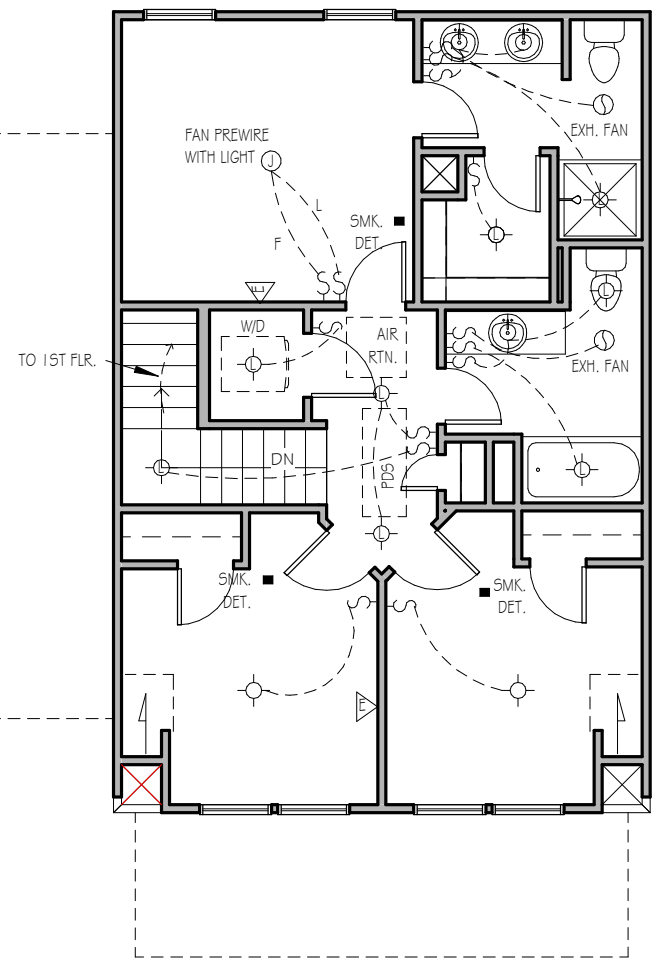 FAN PREWIRE
WITH LIGHT
J
L
F
SMK.
DET.
EXH. FAN
L
E
W/D
L
AIR
RTN.
L
EXH. FAN
TO 1ST FLR.
L
L
DN
PDS
L
L
SMK.
DET.
SMK.
DET.
L
E
L